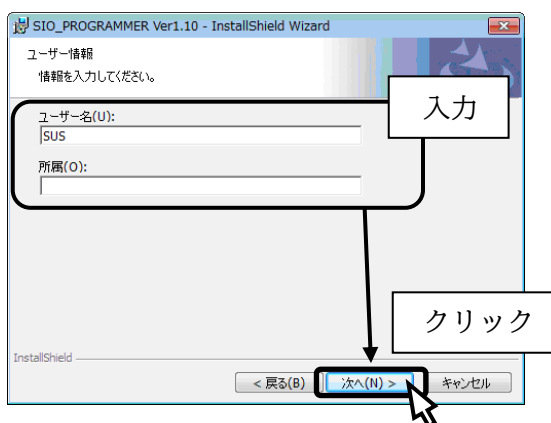 SIO_PROGRAMMER Ver1.10 - InstallShield Wizard
ユーザー情報
情報を入力してください。
入力
ユーザー名(U):
SUS
所属(O):
クリック
InstallShield
< 戻る(B)
次へ(N) >
キャンセル